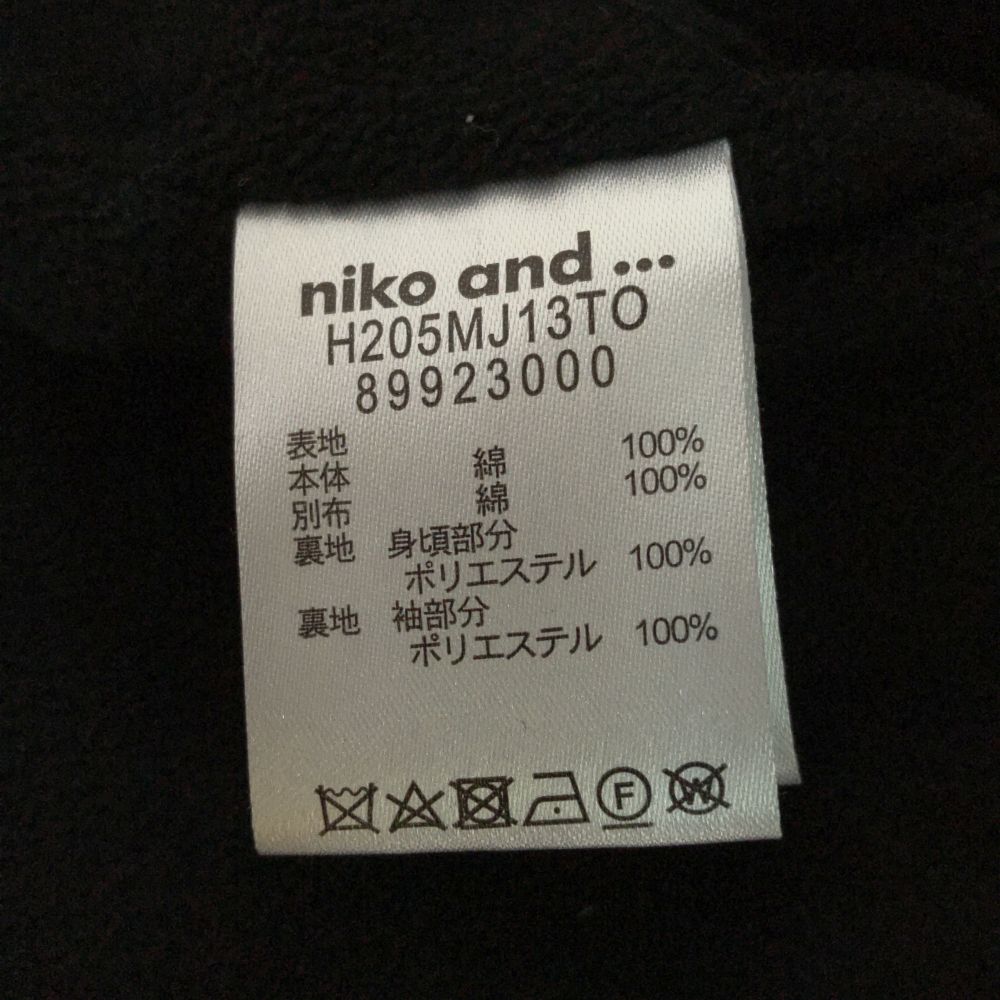 niko and ...
H205MJ13TO
89923000
表地
本体 綿 100%
別布 綿 100%
裏地 身頃部分
ポリエステル 100%
裏地 袖部分
ポリエステル 100%
F W